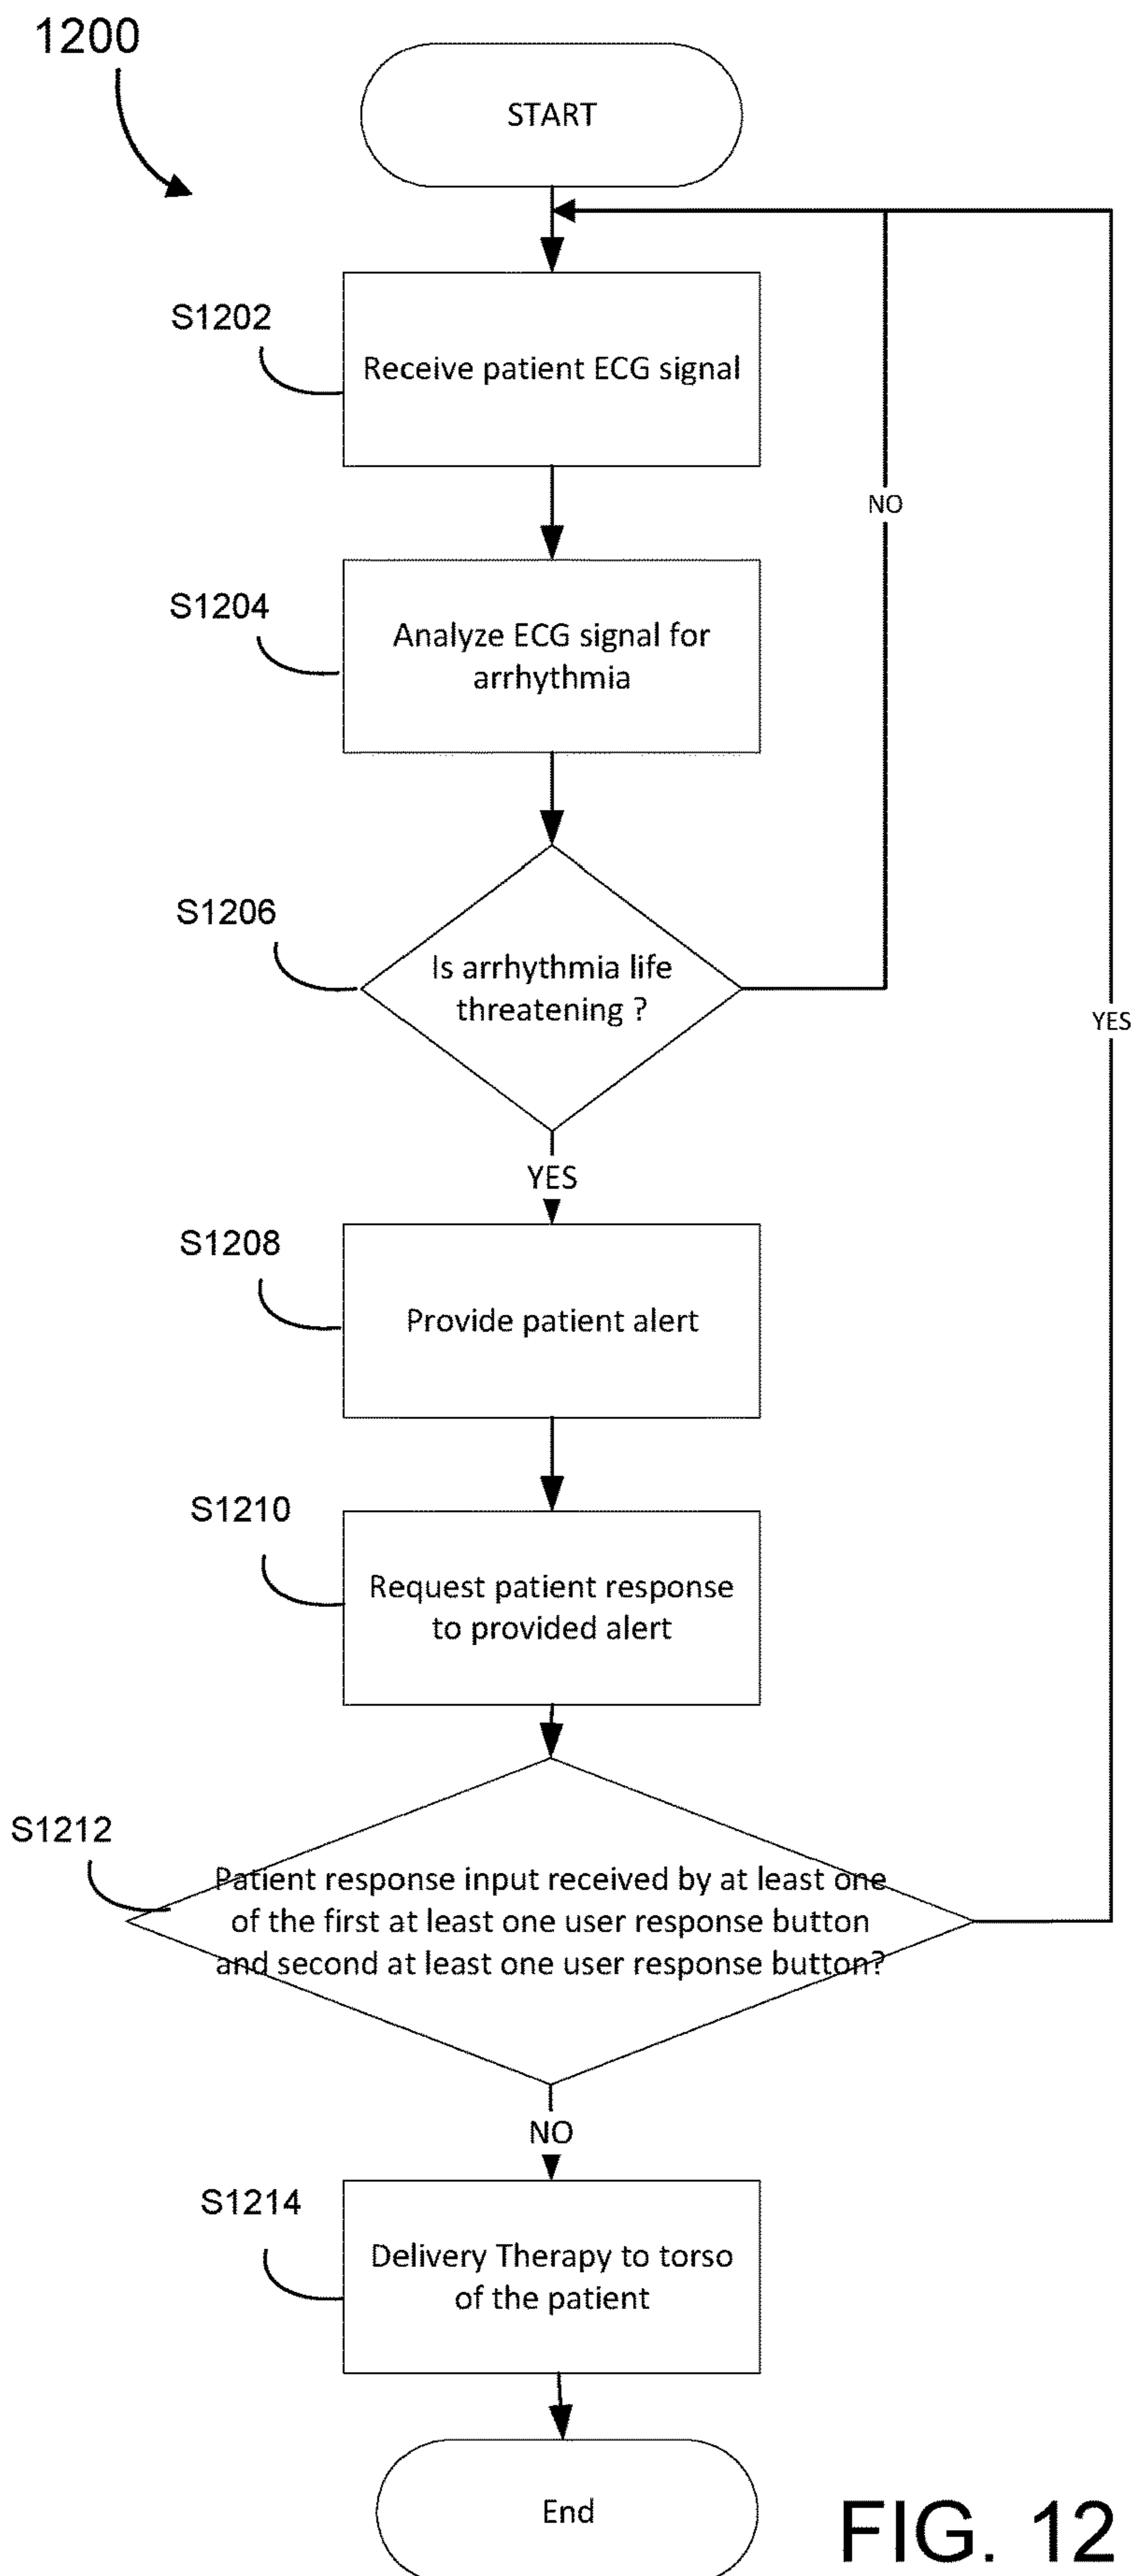 1200
START
S1202
Receive patient ECG signal
NO
S1204
Analyze ECG signal for
arrhythmia
S1206
Is arrhythmia life
threatening ?
YES
YES
S1208
Provide patient alert
S1210
Request patient response
to provided alert
S1212
Patient response input received by at least one
of the first at least one user response button
and second at least one user response button?
NO
S1214
Delivery Therapy to torso
of the patient
End
FIG. 12